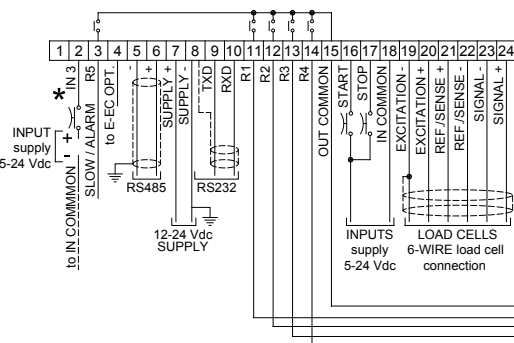 1 2 3 4 5 6 7 8 9 10 11 12 13 14 15 16 17 18 19 20 21 22 23 24
*
IN 3
R5
SLOW / ALARM
to E-EC OPT.
-
+
SUPPLY +
SUPPLY -
TXD
RXD
R1
R2
R3
R4
OUT COMMON
START
STOP
IN COMMON
EXCITATION -
EXCITATION +
REF./SENSE +
REF./SENSE -
SIGNAL -
SIGNAL +
INPUT
supply
5-24 Vdc
+
-
to IN COMMMON
RS485
RS232
12-24 Vdc
SUPPLY
INPUTS
supply
5-24 Vdc
LOAD CELLS
6-WIRE load cell
connection